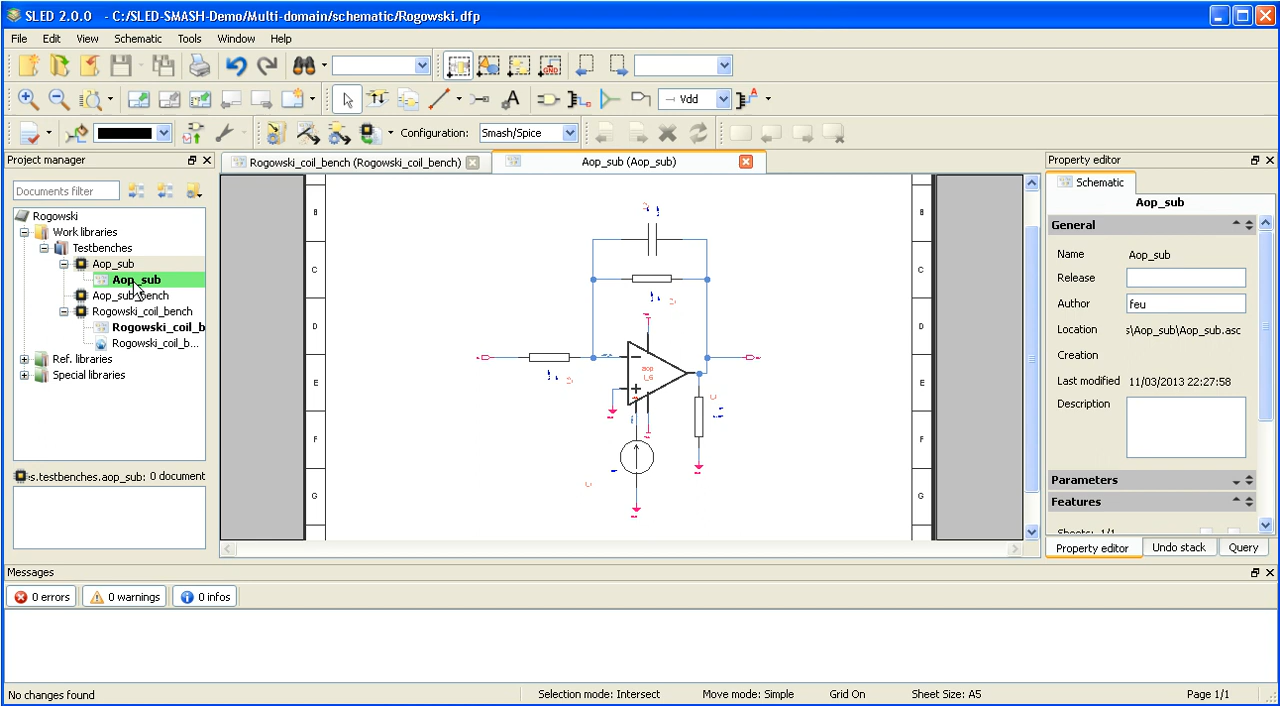 SLED 2.0.0 - C:/SLED-SMASH-Demo/Multi-domain/schematic/Rogowski.dfp
File Edit View Schematic Tools Window Help
Vdd
Configuration: Smash/Spice
Project manager
Documents filter
Rogowski
Work libraries
Testbenches
Aop_sub
Aop_sub
Aop_sub_bench
Rogowski_coil_bench
Rogowski_coil_b
Rogowski_coil_b...
Ref. libraries
Special libraries
s.testbenches.aop_sub: 0 document
Rogowski_coil_bench (Rogowski_coil_bench)
Aop_sub (Aop_sub)
B
C
D
E
F
G
B
C
D
E
F
G
aop
Property editor
Schematic
Aop_sub
General
Name Aop_sub
Release
Author feu
Location s\Aop_sub\Aop_sub.asc
Creation
Last modified 11/03/2013 22:27:58
Description
Parameters
Features
Sheets: 1/1
Property editor Undo stack Query
Messages
0 errors 0 warnings 0 infos
No changes found Selection mode: Intersect Move mode: Simple Grid On Sheet Size: A5 Page 1/1